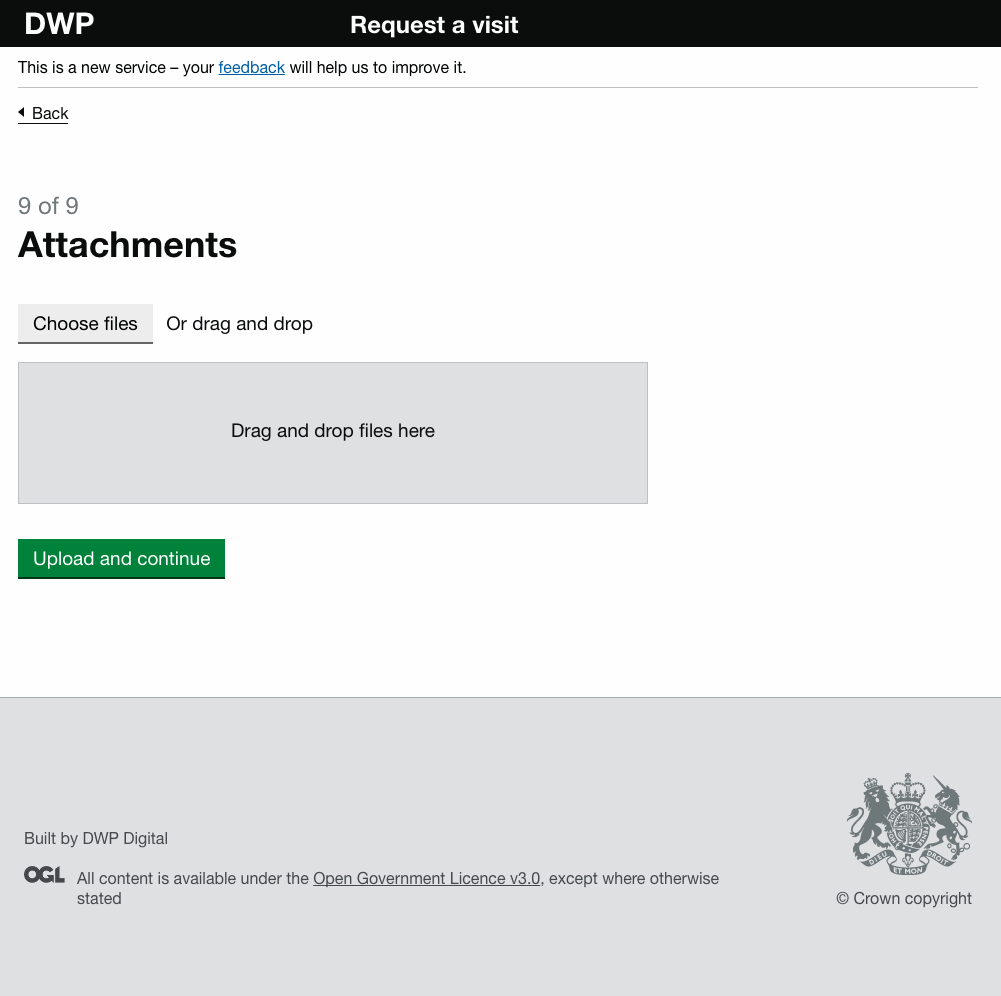 DWP
Request a visit
This is a new service – your feedback will help us to improve it.
Back
9 of 9
Attachments
Choose files
Or drag and drop
Drag and drop files here
Upload and continue
Built by DWP Digital
OGL
All content is available under the Open Government Licence v3.0, except where otherwise
stated
DIEU
ET MON
DROIT
© Crown copyright